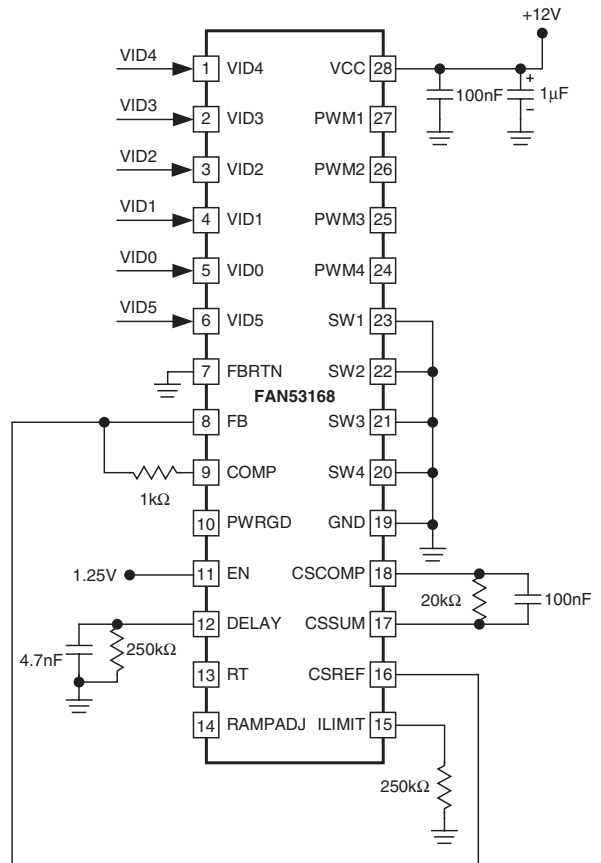 +12V
VID4
1
VID4
VCC
28
100nF
+
1μF
−
VID3
2
VID3
PWM1
27
VID2
3
VID2
PWM2
26
VID1
4
VID1
PWM3
25
VID0
5
VID0
PWM4
24
VID5
6
VID5
SW1
23
7
FBRTN
SW2
22
FAN53168
8
FB
SW3
21
9
COMP
SW4
20
1kΩ
10
PWRGD
GND
19
1.25V
11
EN
CSCOMP
18
20kΩ
100nF
12
DELAY
CSSUM
17
4.7nF
250kΩ
13
RT
CSREF
16
14
RAMPADJ
ILIMIT
15
250kΩ